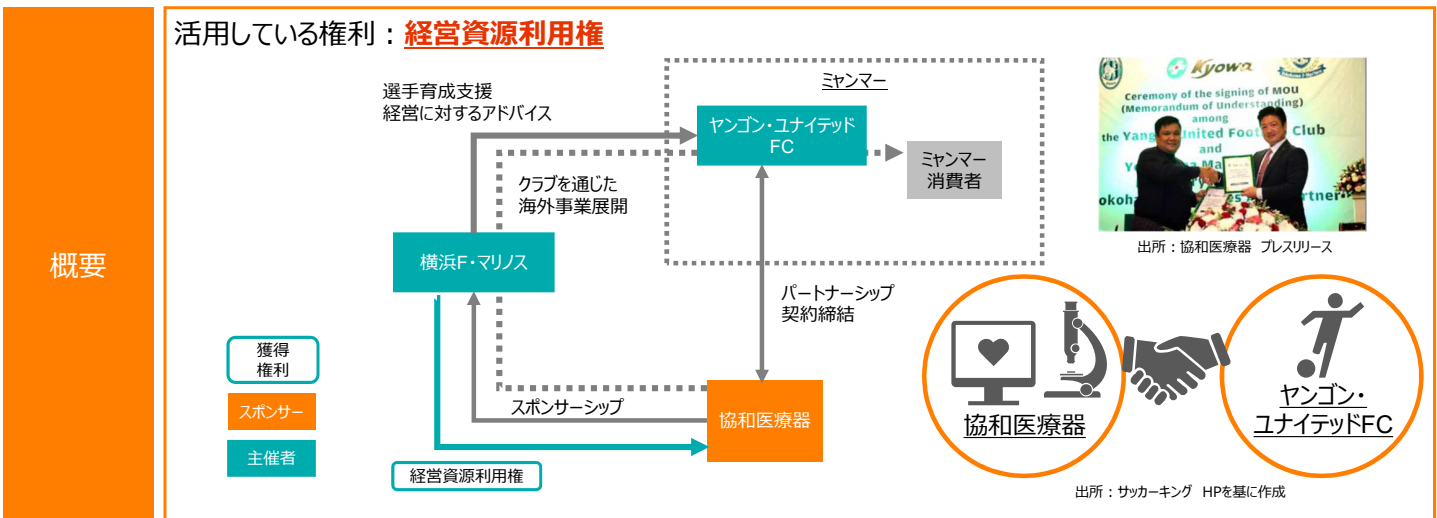 概要
活用している権利：経営資源利用権
選手育成支援
経営に対するアドバイス
ミャンマー
ヤンゴン・ユナイテッド
FC
ミャンマー
消費者
クラブを通じた
海外事業展開
横浜F・マリノス
パートナーシップ
契約締結
獲得
権利
スポンサー
主催者
スポンサーシップ
協和医療器
経営資源利用権
Kyowa
Ceremony of the signing of MOU
(Memorandum of Understanding)
among
the Yang United Foot Club
and
出所：協和医療器 プレスリリース
協和医療器
ヤンゴン・
ユナイテッドFC
出所：サッカーキング HPを基に作成